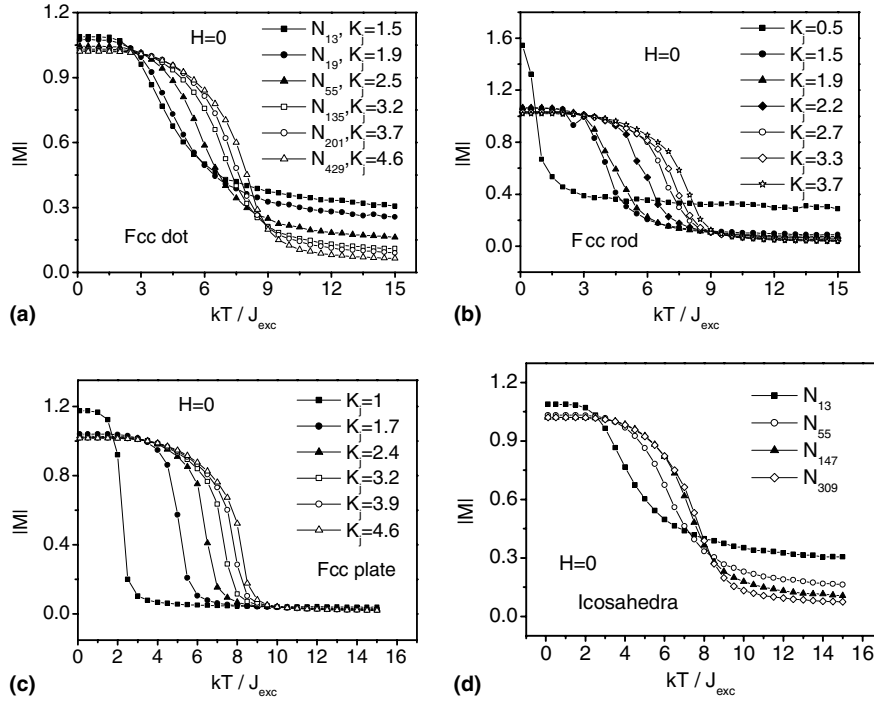 H=0
N13, Kj=1.5
N19, Kj=1.9
N55, Kj=2.5
N135, Kj=3.2
N201, Kj=3.7
N429, Kj=4.6
Fcc dot
1.2
0.9
0.6
0.3
0.0
|M|
0 3 6 9 12 15
kT / Jexc
(a)
H=0
Kj=0.5
Kj=1.5
Kj=1.9
Kj=2.2
Kj=2.7
Kj=3.3
Kj=3.7
Fcc rod
1.6
1.2
0.8
0.4
0.0
|M|
0 3 6 9 12 15
kT / Jexc
(b)
H=0
Kj=1
Kj=1.7
Kj=2.4
Kj=3.2
Kj=3.9
Kj=4.6
Fcc plate
1.2
0.8
0.4
0.0
|M|
0 2 4 6 8 10 12 14 16
kT / Jexc
(c)
N13
N55
N147
N309
H=0
Icosahedra
1.2
0.9
0.6
0.3
0.0
|M|
0 2 4 6 8 10 12 14 16
kT / Jexc
(d)